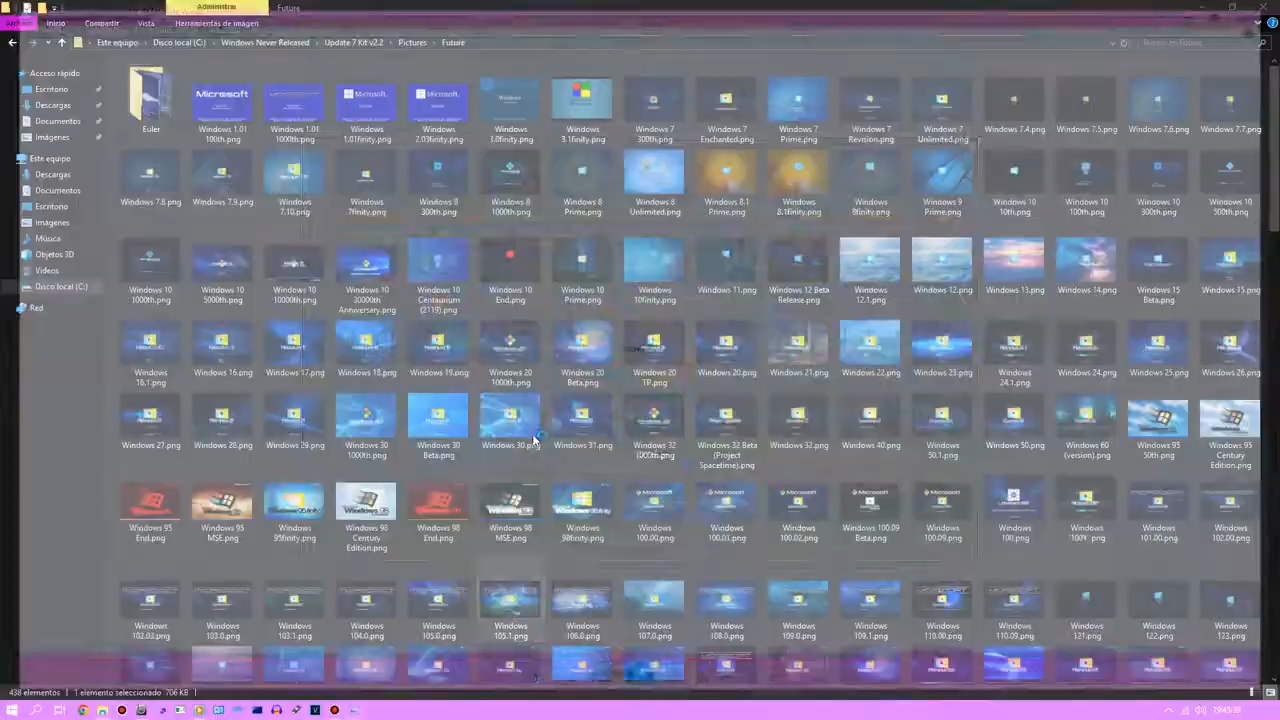 Administrar
Future
Archivo
Inicio
Compartir
Vista
Herramientas de imagen
Este equipo
Disco local (C:)
Windows Never Released
Update 7 Kit v2.2
Pictures
Future
Buscar en Future
Acceso rápido
Escritorio
Descargas
Documentos
Imágenes
Este equipo
Descargas
Documentos
Escritorio
Imágenes
Música
Objetos 3D
Vídeos
Disco local (C:)
Red
Euler
Windows 1.01 100th.png
Windows 1.01 1000th.png
Windows 1.01finity.png
Windows 2.03finity.png
Windows 3.0finity.png
Windows 3.1finity.png
Windows 7 300th.png
Windows 7 Enchanted.png
Windows 7 Prime.png
Windows 7 Revision.png
Windows 7 Unlimited.png
Windows 7.4.png
Windows 7.5.png
Windows 7.6.png
Windows 7.7.png
Windows 7.8.png
Windows 7.9.png
Windows 7.10.png
Windows 7finity.png
Windows 8 300th.png
Windows 8 1000th.png
Windows 8 Prime.png
Windows 8 Unlimited.png
Windows 8.1 Prime.png
Windows 8.1finity.png
Windows 8finity.png
Windows 9 Prime.png
Windows 10 10th.png
Windows 10 100th.png
Windows 10 300th.png
Windows 10 500th.png
Windows 10 1000th.png
Windows 10 5000th.png
Windows 10 10000th.png
Windows 10 30000th Anniversary.png
Windows 10 Centaurium (2119).png
Windows 10 End.png
Windows 10 Prime.png
Windows 10finity.png
Windows 11.png
Windows 12 Beta Release.png
Windows 12.1.png
Windows 12.png
Windows 13.png
Windows 14.png
Windows 15 Beta.png
Windows 15.png
Windows 16.1.png
Windows 16.png
Windows 17.png
Windows 18.png
Windows 19.png
Windows 20 1000th.png
Windows 20 Beta.png
Windows 20 TP.png
Windows 20.png
Windows 21.png
Windows 22.png
Windows 23.png
Windows 24.1.png
Windows 24.png
Windows 25.png
Windows 26.png
Windows 27.png
Windows 28.png
Windows 29.png
Windows 30 1000th.png
Windows 30 Beta.png
Windows 30.png
Windows 31.png
Windows 32 1000th.png
Windows 32 Beta (Project Spacetime).png
Windows 32.png
Windows 40.png
Windows 50.1.png
Windows 50.png
Windows 60 (version).png
Windows 95 50th.png
Windows 95 Century Edition.png
Windows 95 End.png
Windows 95 MSE.png
Windows 95finity.png
Windows 98 Century Edition.png
Windows 98 End.png
Windows 98 MSE.png
Windows 98finity.png
Windows 100.00.png
Windows 100.01.png
Windows 100.02.png
Windows 100.09 Beta.png
Windows 100.09.png
Windows 100.png
Windows 101.00.png
Windows 102.00.png
Windows 102.03.png
Windows 103.0.png
Windows 103.1.png
Windows 104.0.png
Windows 105.0.png
Windows 105.1.png
Windows 106.0.png
Windows 107.0.png
Windows 108.0.png
Windows 109.0.png
Windows 109.1.png
Windows 110.00.png
Windows 110.09.png
Windows 121.png
Windows 122.png
Windows 123.png
438 elementos
1 elemento seleccionado 706 KB
19:45:39